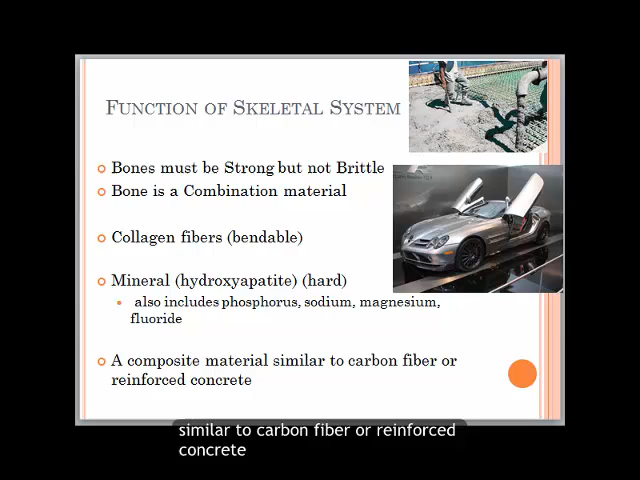 FUNCTION OF SKELETAL SYSTEM
Bones must be Strong but not Brittle
Bone is a Combination material
Collagen fibers (bendable)
Mineral (hydroxyapatite) (hard)
also includes phosphorus, sodium, magnesium,
fluoride
A composite material similar to carbon fiber or
reinforced concrete
similar to carbon fiber or reinforced
concrete